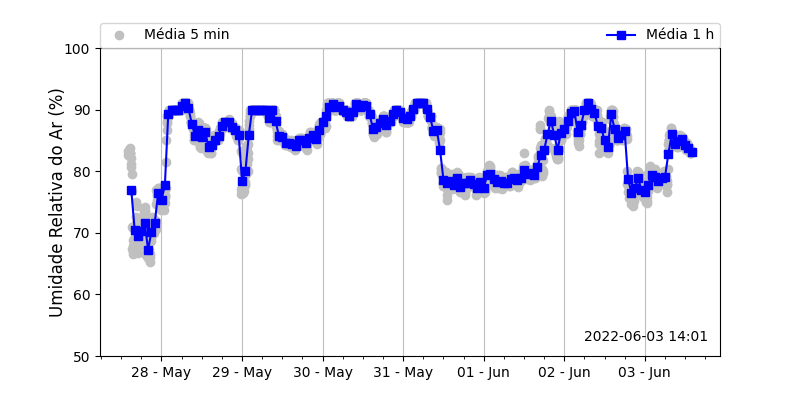 Média 5 min
Média 1 h
Umidade Relativa do Ar (%)
100
90
80
70
60
50
2022-06-03 14:01
28 - May
29 - May
30 - May
31 - May
01 - Jun
02 - Jun
03 - Jun